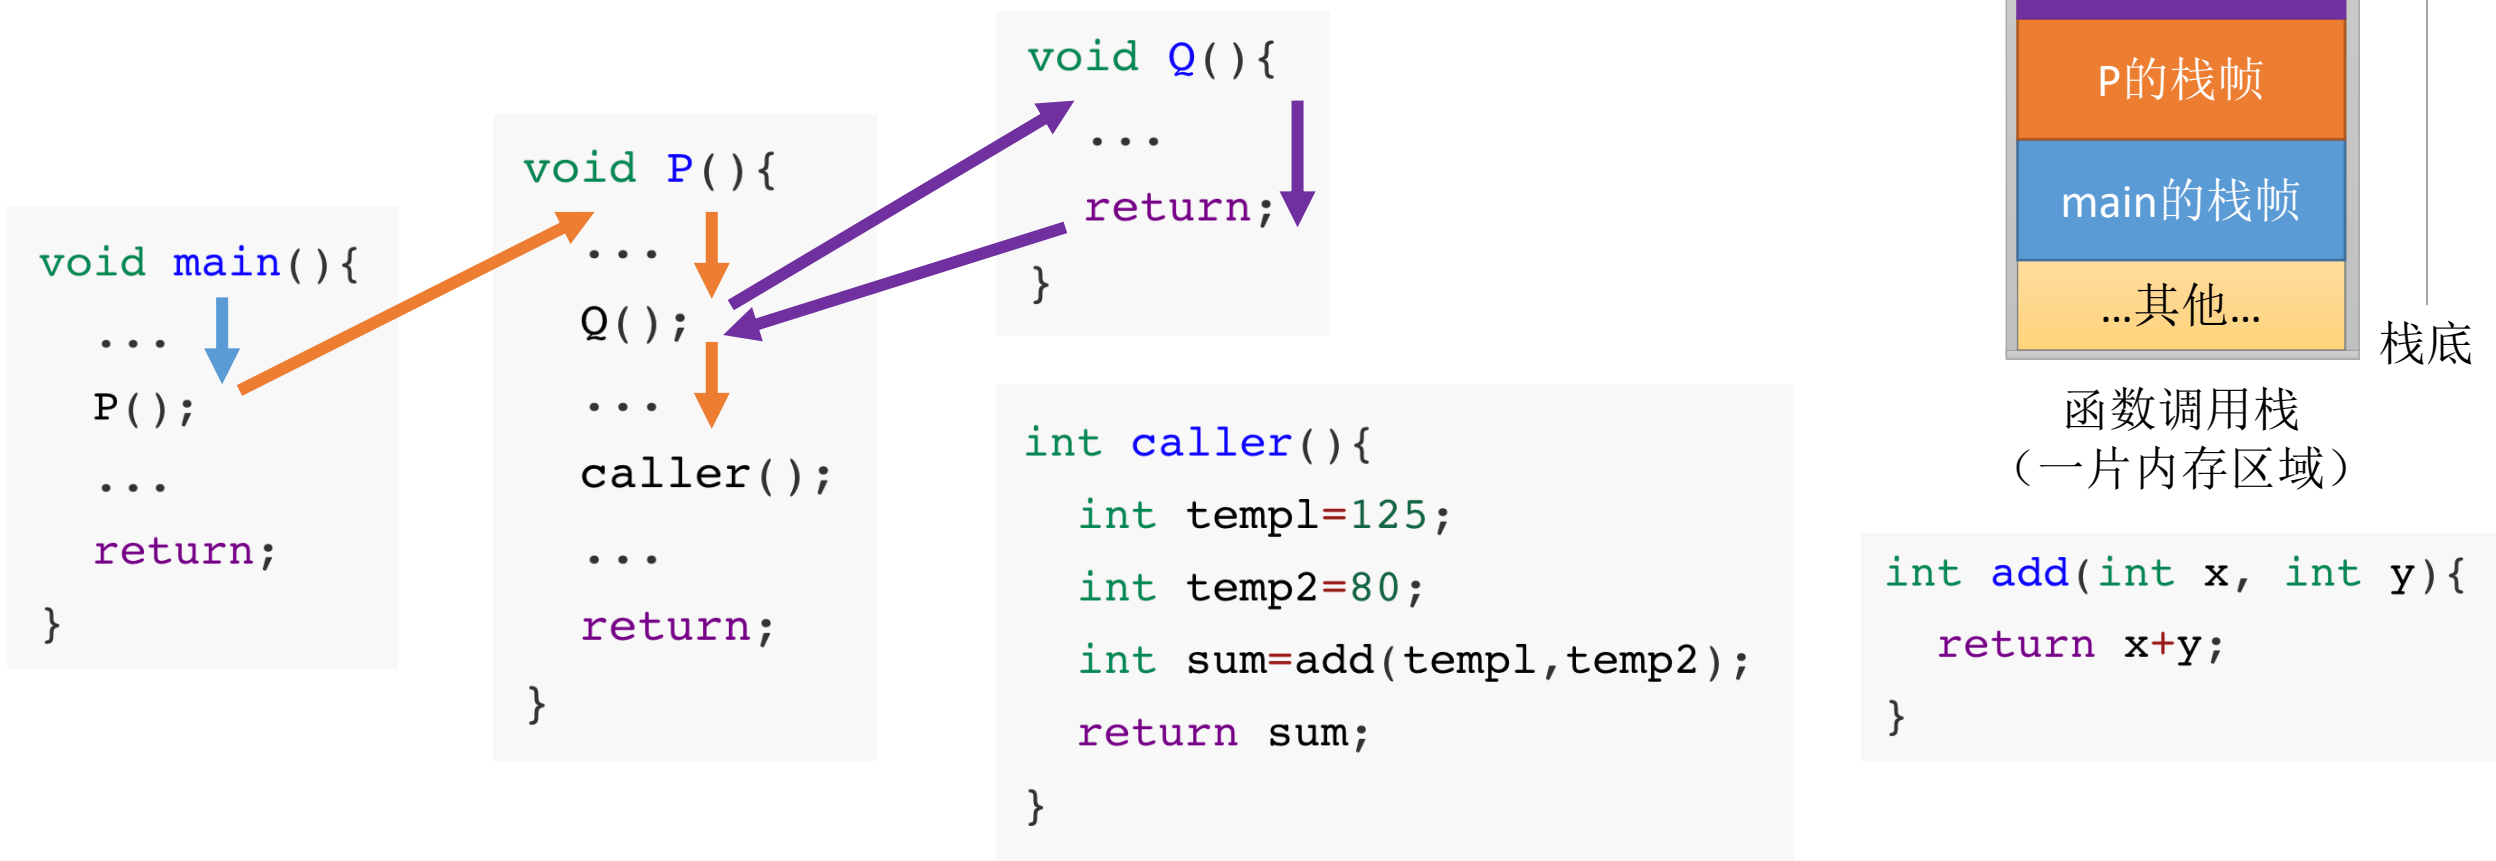 void main(){
...
P();
...
return;
}
void P(){
...
Q();
...
caller();
...
return;
}
void Q(){
...
return;
}
int caller(){
int temp1=125;
int temp2=80;
int sum=add(temp1,temp2);
return sum;
}
P的栈帧
main的栈帧
...其他...
栈底
函数调用栈
（一片内存区域）
int add(int x, int y){
return x+y;
}